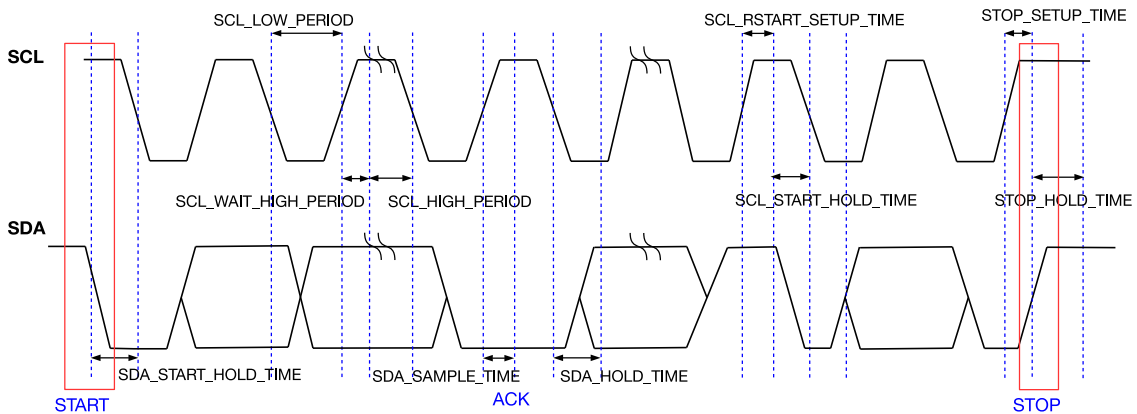 SCL_LOW_PERIOD
SCL_RSTART_SETUP_TIME
STOP_SETUP_TIME
SCL
SCL_WAIT_HIGH_PERIOD
SCL_HIGH_PERIOD
SCL_START_HOLD_TIME
STOP_HOLD_TIME
SDA
SDA_START_HOLD_TIME
SDA_SAMPLE_TIME
SDA_HOLD_TIME
START
ACK
STOP